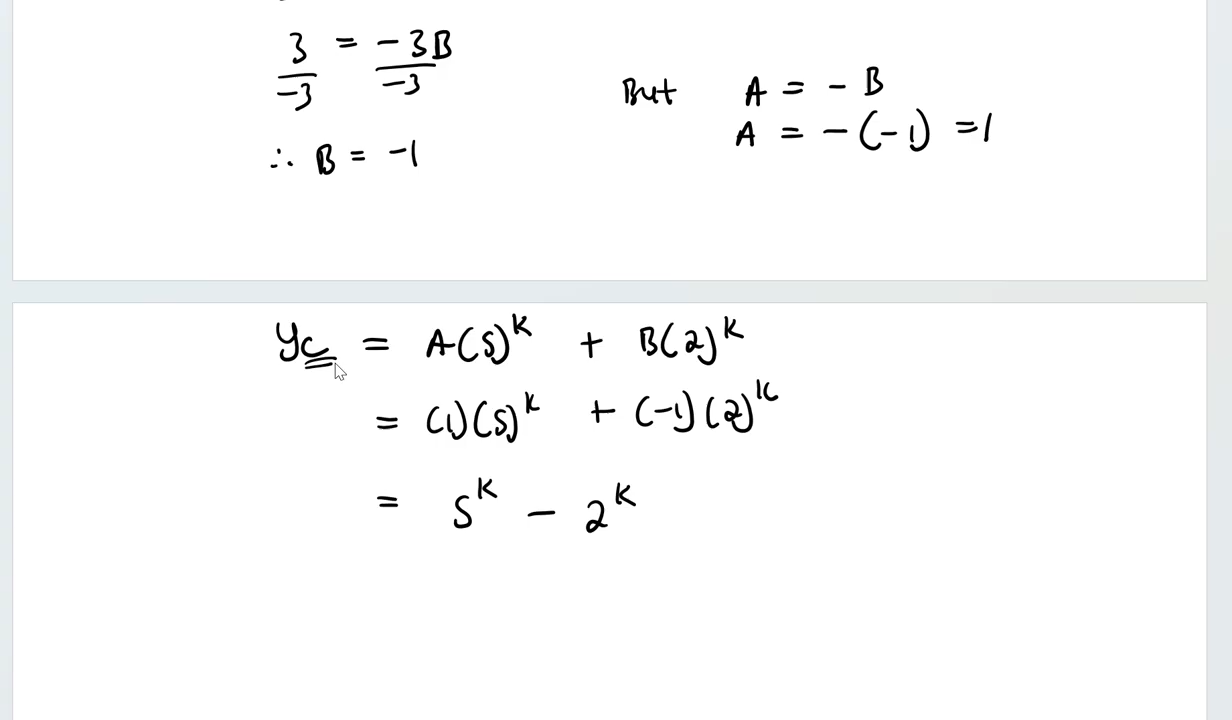 3 = -3B
-3 -3
∴ B = -1
But A = - B
A = - (-1) = 1
yc = A(5)^k + B(2)^k
= (1)(5)^k + (-1)(2)^k
= 5^k - 2^k